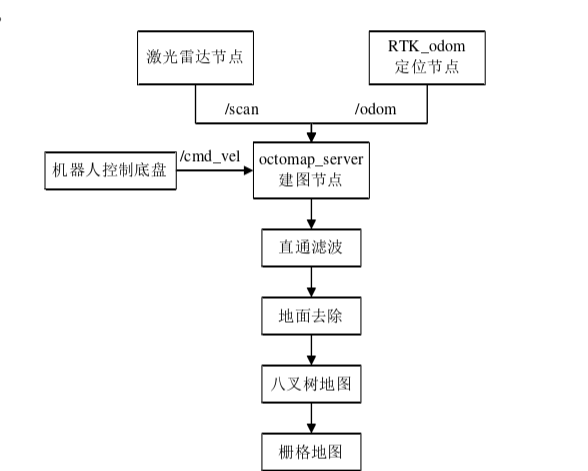 激光雷达节点
RTK_odom
定位节点
/scan
/odom
机器人控制底盘
/cmd_vel
octomap_server
建图节点
直通滤波
地面去除
八叉树地图
栅格地图